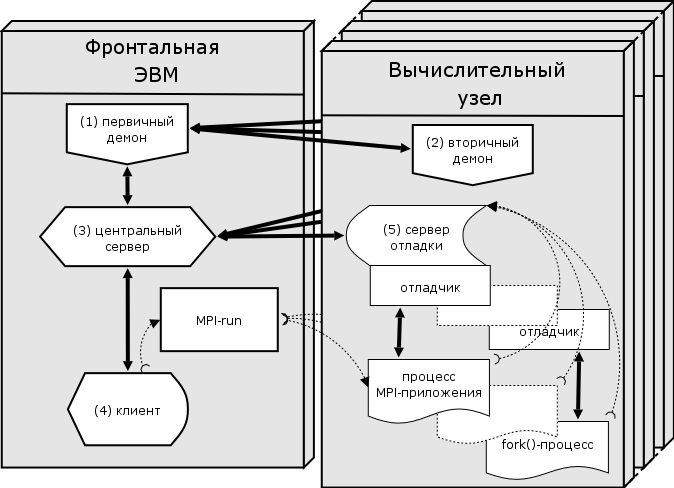 Фронтальная
ЭВМ
(1) первичный
демон
(3) центральный
сервер
MPI-run
(4) клиент
Вычислительный
узел
(2) вторичный
демон
(5) сервер
отладки
отладчик
отладчик
процесс
MPI-приложения
fork()-процесс